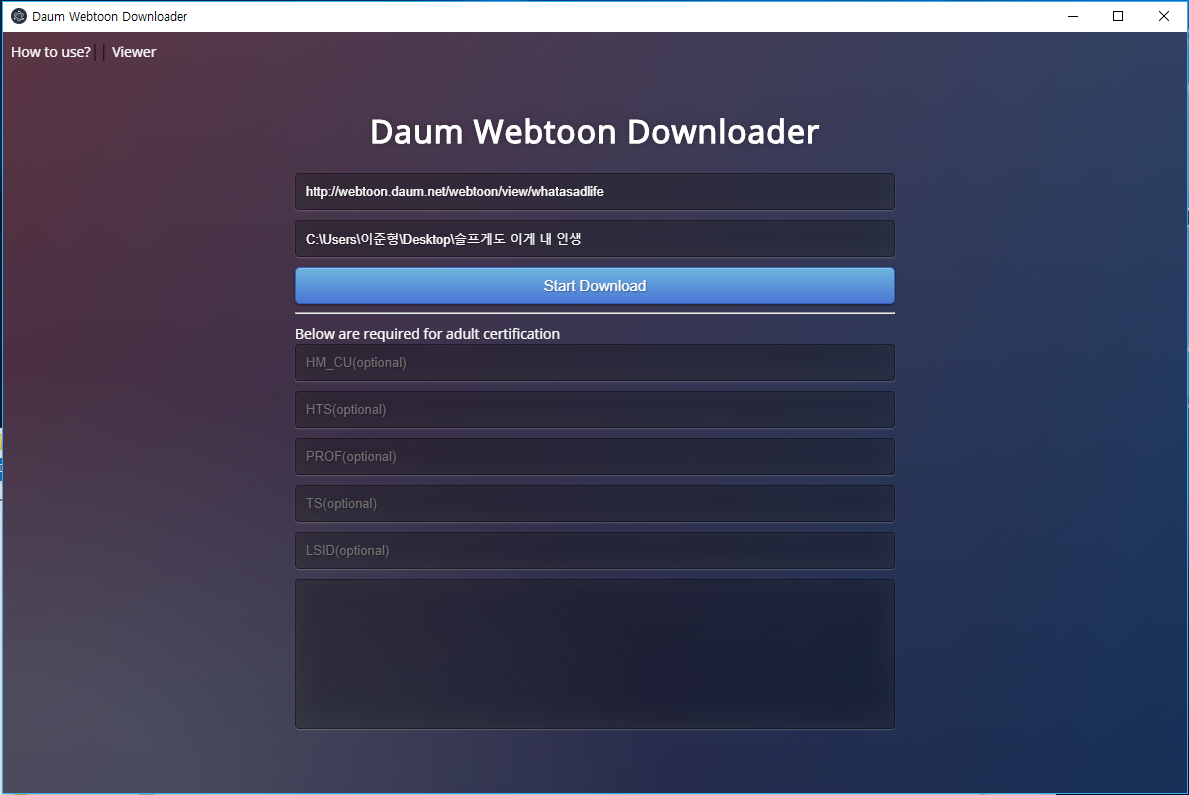 Daum Webtoon Downloader
How to use? | | Viewer
Daum Webtoon Downloader
http://webtoon.daum.net/webtoon/view/whatasadlife
C:\Users\이준형\Desktop\슬프게도 이게 내 인생
Start Download
Below are required for adult certification
HM_CU(optional)
HTS(optional)
PROF(optional)
TS(optional)
LSID(optional)